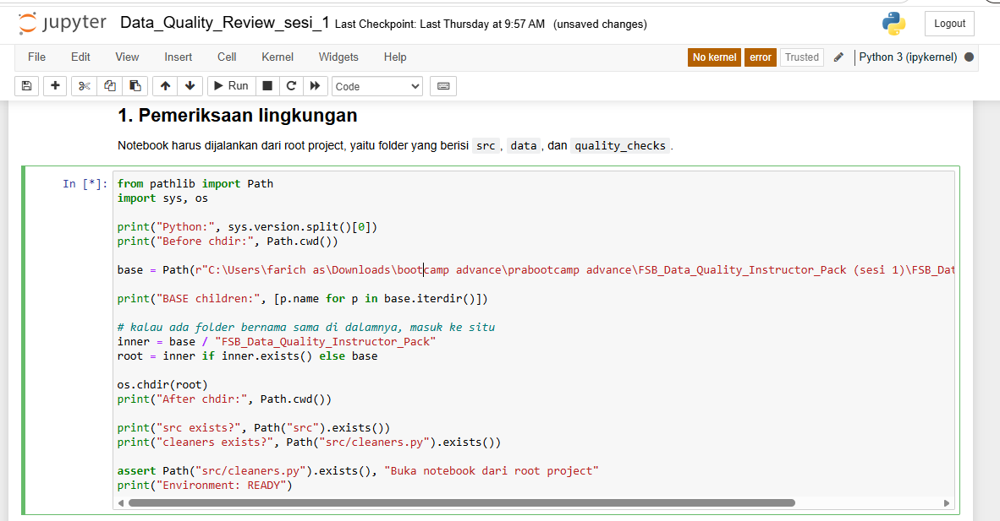 jupyter Data_Quality_Review_sesi_1 Last Checkpoint: Last Thursday at 9:57 AM (unsaved changes) Logout
File Edit View Insert Cell Kernel Widgets Help No kernel error Trusted Python 3 (ipykernel)
Run Code
1. Pemeriksaan lingkungan
Notebook harus dijalankan dari root project, yaitu folder yang berisi src, data, dan quality_checks.
In [*]: from pathlib import Path
import sys, os
print("Python:", sys.version.split()[0])
print("Before chdir:", Path.cwd())
base = Path(r"C:\Users\farich as\Downloads\bootcamp advance\prabootcamp advance\FSB_Data_Quality_Instructor_Pack (sesi 1)\FSB_Dat
print("BASE children:", [p.name for p in base.iterdir()])
# kalau ada folder bernama sama di dalamnya, masuk ke situ
inner = base / "FSB_Data_Quality_Instructor_Pack"
root = inner if inner.exists() else base
os.chdir(root)
print("After chdir:", Path.cwd())
print("src exists?", Path("src").exists())
print("cleaners exists?", Path("src/cleaners.py").exists())
assert Path("src/cleaners.py").exists(), "Buka notebook dari root project"
print("Environment: READY")